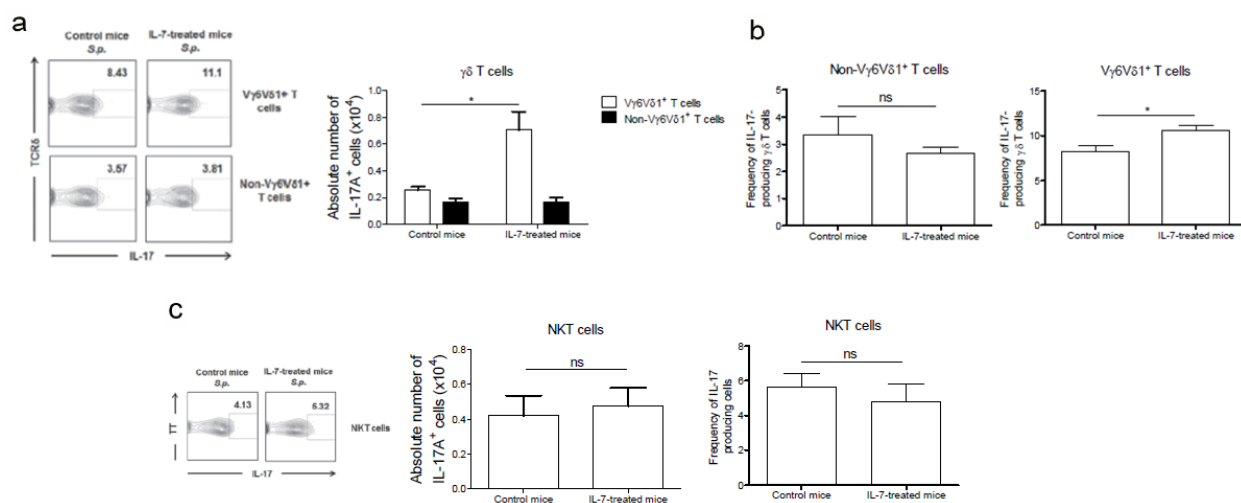 a
Control mice
S.p.
IL-7-treated mice
S.p.
8.43
11.1
Vγ6Vδ1+ T
cells
3.57
3.81
Non-Vγ6Vδ1+
T cells
TCRδ
IL-17
γδ T cells
Absolute number of
IL-17A⁺ cells (x10⁴)
1.0
0.8
0.6
0.4
0.2
0.0
*
Control mice
IL-7-treated mice
Vγ6Vδ1⁺ T cells
Non-Vγ6Vδ1⁺ T cells
b
Non-Vγ6Vδ1⁺ T cells
Frequency of IL-17-
producing γδ T cells
5
4
3
2
1
0
ns
Control mice
IL-7-treated mice
Vγ6Vδ1⁺ T cells
Frequency of IL-17-
producing γδ T cells
15
10
5
0
*
Control mice
IL-7-treated mice
c
Control mice
S.p.
IL-7-treated mice
S.p.
4.13
5.32
NKT cells
TT
IL-17
NKT cells
Absolute number of
IL-17A⁺ cells (x10⁴)
0.8
0.6
0.4
0.2
0.0
ns
Control mice
IL-7-treated mice
NKT cells
Frequency of IL-17
producing cells
8
6
4
2
0
ns
Control mice
IL-7-treated mice